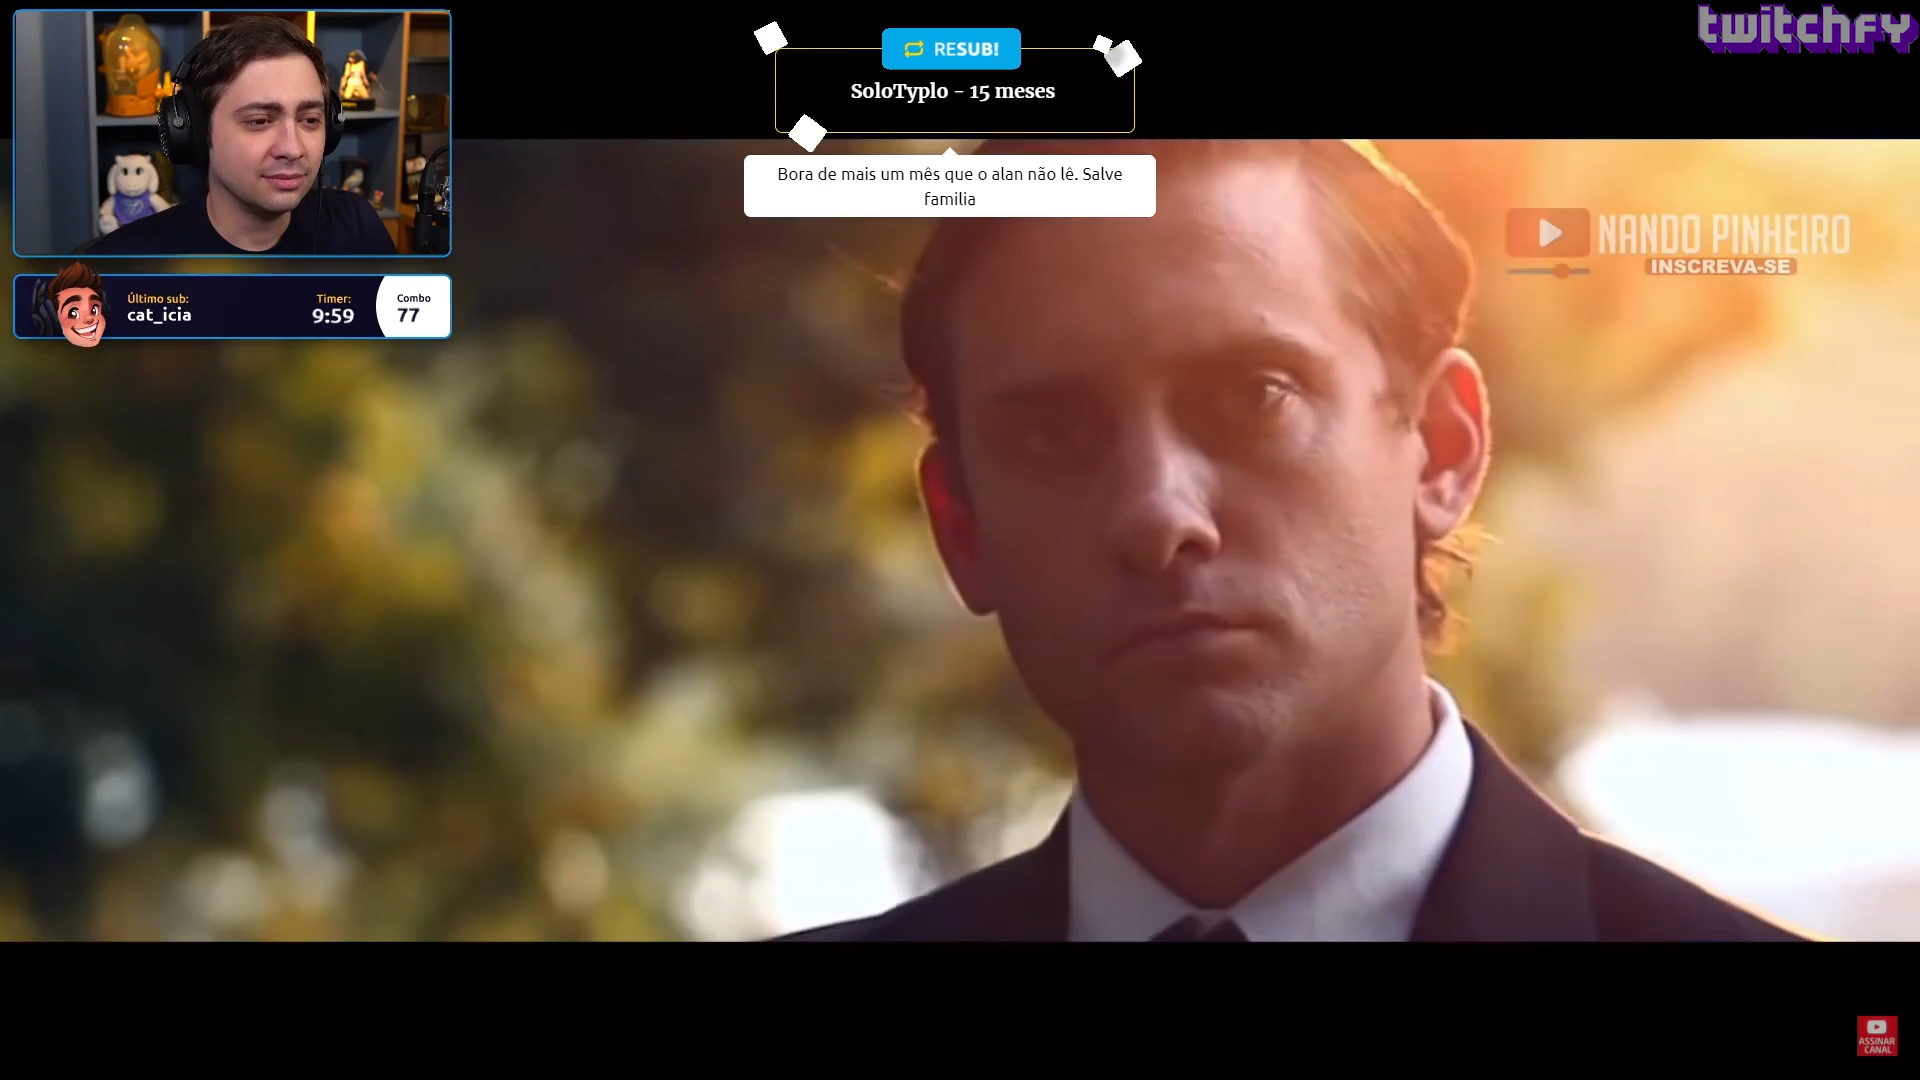 twitchfy
RESUB!
SoloTyplo - 15 meses
Bora de mais um mês que o alan não lê. Salve
familia
NANDO PINHEIRO
INSCREVA-SE
Último sub:
cat_icia
Timer:
9:59
Combo
77
ASSINAR
CANAL